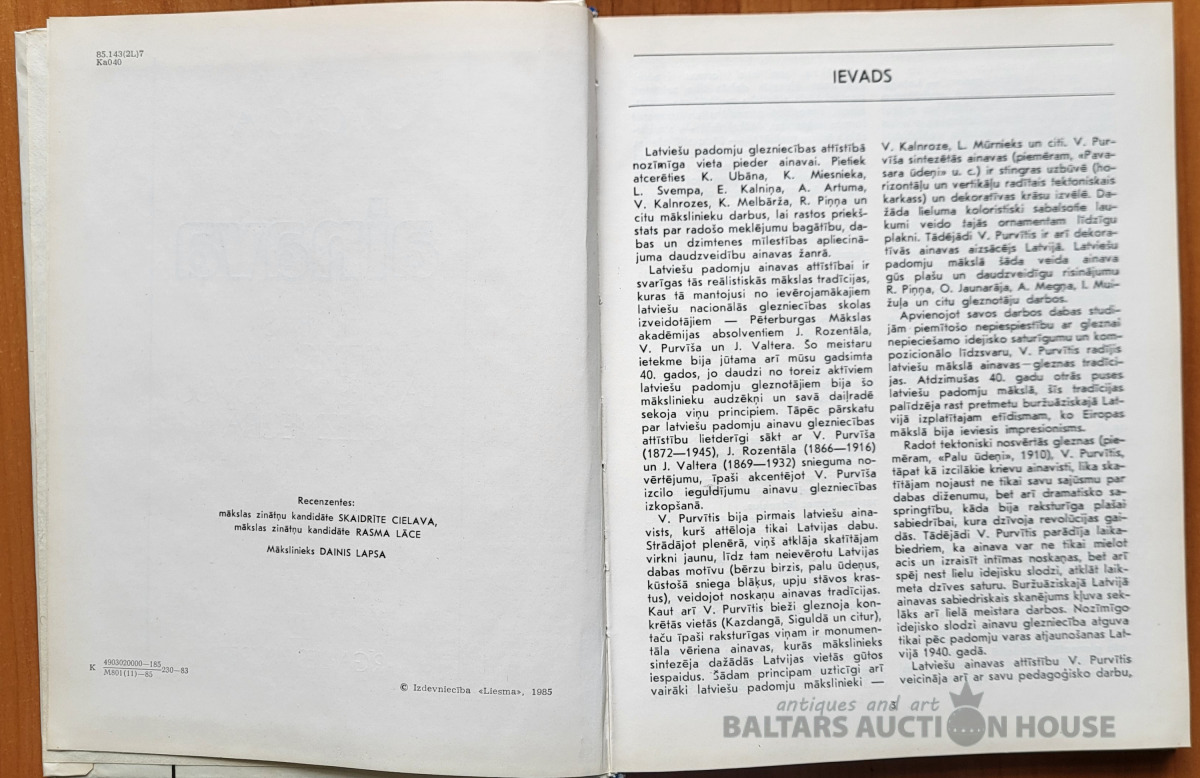 85.143(2L)7
Ka040
Recenzentes:
mākslas zinātņu kandidāte SKAIDRĪTE CIELAVA,
mākslas zinātņu kandidāte RASMA LĀCE
Mākslinieks DAINIS LAPSA
K 4903020000—185
M801(11)—85 230—83
© Izdevniecība «Liesma», 1985
IEVADS
Latviešu padomju glezniecības attīstībā
nozīmīga vieta pieder ainavai. Pietiek
atcerēties K. Ubāna, K. Miesnieka,
L. Svempa, E. Kalniņa, A. Artuma,
V. Kalnrozes, K. Melbārža, R. Piņņa un
citu mākslinieku darbus, lai rastos priekš-
stats par radošo meklējumu bagātību, da-
bas un dzimtenes mīlestības apliecinā-
juma daudzveidību ainavas žanrā.
Latviešu padomju ainavas attīstībai ir
svarīgas tās reālistiskās mākslas tradīcijas,
kuras tā mantojusi no ievērojamākajiem
latviešu nacionālās glezniecības skolas
izveidotājiem — Pēterburgas Mākslas
akadēmijas absolventiem J. Rozentāla,
V. Purvīša un J. Valtera. Šo meistaru
ietekme bija jūtama arī mūsu gadsimta
40. gados, jo daudzi no toreiz aktīviem
latviešu padomju gleznotājiem bija šo
mākslinieku audzēkņi un savā daiļradē
sekoja viņu principiem. Tāpēc pārskatu
par latviešu padomju ainavu glezniecības
attīstību lietderīgi sākt ar V. Purvīša
(1872—1945), J. Rozentāla (1866—1916)
un J. Valtera (1869—1932) snieguma no-
vērtējumu, īpaši akcentējot V. Purvīša
izcilo ieguldījumu ainavu glezniecības
izkopšanā.
V. Purvītis bija pirmais latviešu aina-
vists, kurš attēloja tikai Latvijas dabu.
Strādājot plenērā, viņš atklāja skatītājam
virkni jaunu, līdz tam neievērotu Latvijas
dabas motīvu (bērzu birzis, palu ūdeņus,
kūstošā sniega blāķus, upju stāvos kras-
tus), veidojot noskaņu ainavas tradīcijas.
Kaut arī V. Purvītis bieži gleznoja kon-
krētās vietās (Kazdangā, Siguldā un citur),
taču īpaši raksturīgas viņam ir monumen-
tāla vēriena ainavas, kurās mākslinieks
sintezēja dažādās Latvijas vietās gūtos
iespaidus. Šādam principam uzticīgi arī
vairāki latviešu padomju mākslinieki —
V. Kalnroze, L. Mūrnieks un citi. V. Pur-
vīša sintezētās ainavas (piemēram, «Pava-
sara ūdeņi» u. c.) ir stingras uzbūvē (ho-
rizontāļu un vertikāļu radītais tektoniskais
karkass) un dekoratīvas krāsu izvēlē. Da-
žāda lieluma koloristiski sabalsotie lau-
kumi veido tajās ornamentam līdzīgu
plakni. Tādējādi V. Purvītis ir arī dekora-
tīvās ainavas aizsācējs Latvijā. Latviešu
padomju mākslā šāda veida ainava
gūs plašu un daudzveidīgu risinājumu
R. Piņņa, O. Jaunarāja, A. Megņa, I. Mui-
žuļa un citu gleznotāju darbos.
Apvienojot savos darbos dabas studi-
jām piemītošo nepiespiestību ar gleznai
nepieciešamo idejisko saturīgumu un kom-
pozicionālo līdzsvaru, V. Purvītis radījis
latviešu mākslā ainavas—gleznas tradīci-
jas. Atdzimušas 40. gadu otrās puses
latviešu padomju mākslā, šīs tradīcijas
palīdzēja rast pretmetu buržuāziskajā Lat-
vijā izplatītajam etīdismam, ko Eiropas
mākslā bija ieviesis impresionisms.
Radot tektoniski nosvērtās gleznas (pie-
mēram, «Palu ūdeņi», 1910), V. Purvītis,
tāpat kā izcilākie krievu ainavisti, lika ska-
tītājam nojaust ne tikai savu sajūsmu par
dabas diženumu, bet arī dramatisko sa-
springtību, kāda bija raksturīga plašai
sabiedrībai, kura dzīvoja revolūcijas gai-
dās. Tādējādi V. Purvītis parādīja laika-
biedriem, ka ainava var ne tikai mielot
acis un izraisīt intīmas noskaņas, bet arī
spēj nest lielu idejisku slodzi, atklāt laik-
meta dzīves saturu. Buržuāziskajā Latvijā
ainavas sabiedriskais skanējums kļuva sek-
lāks arī lielā meistara darbos. Nozīmīgo
idejisko slodzi ainavu glezniecība atguva
tikai pēc padomju varas atjaunošanas Lat-
vijā 1940. gadā.
Latviešu ainavas attīstību V. Purvītis
veicināja arī ar savu pedagoģisko darbu,
3
antiques and art
BALTARS AUCTION HOUSE